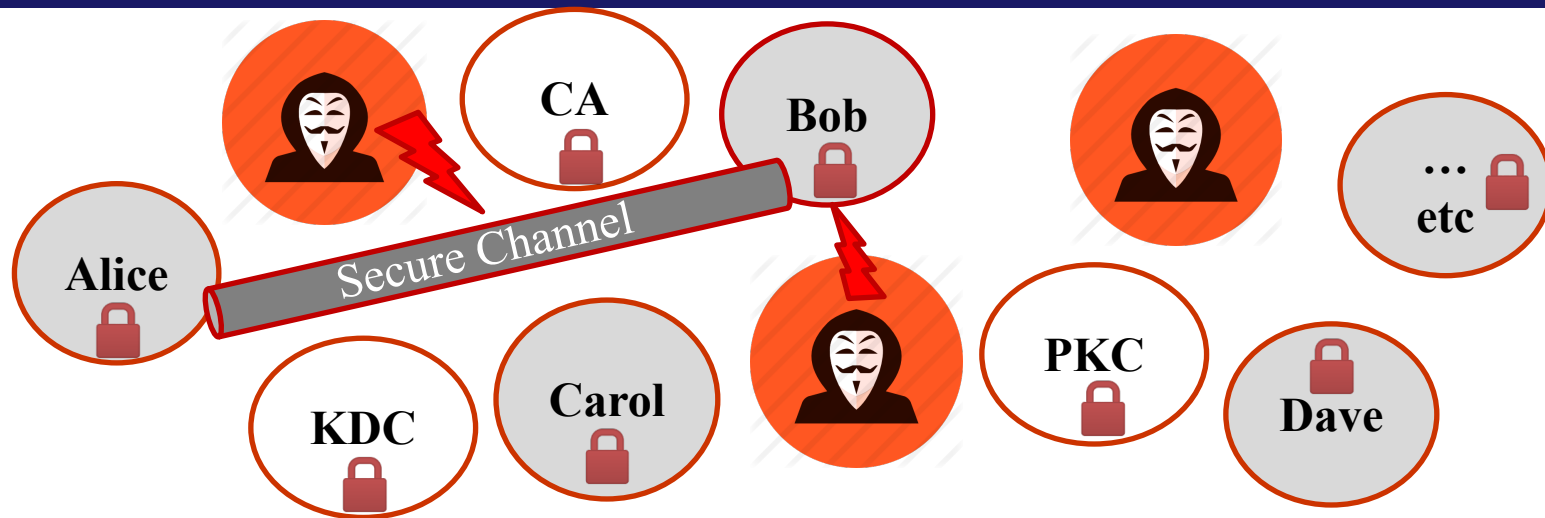 CA
Bob
…
etc
Alice
Secure Channel
PKC
Carol
Dave
KDC